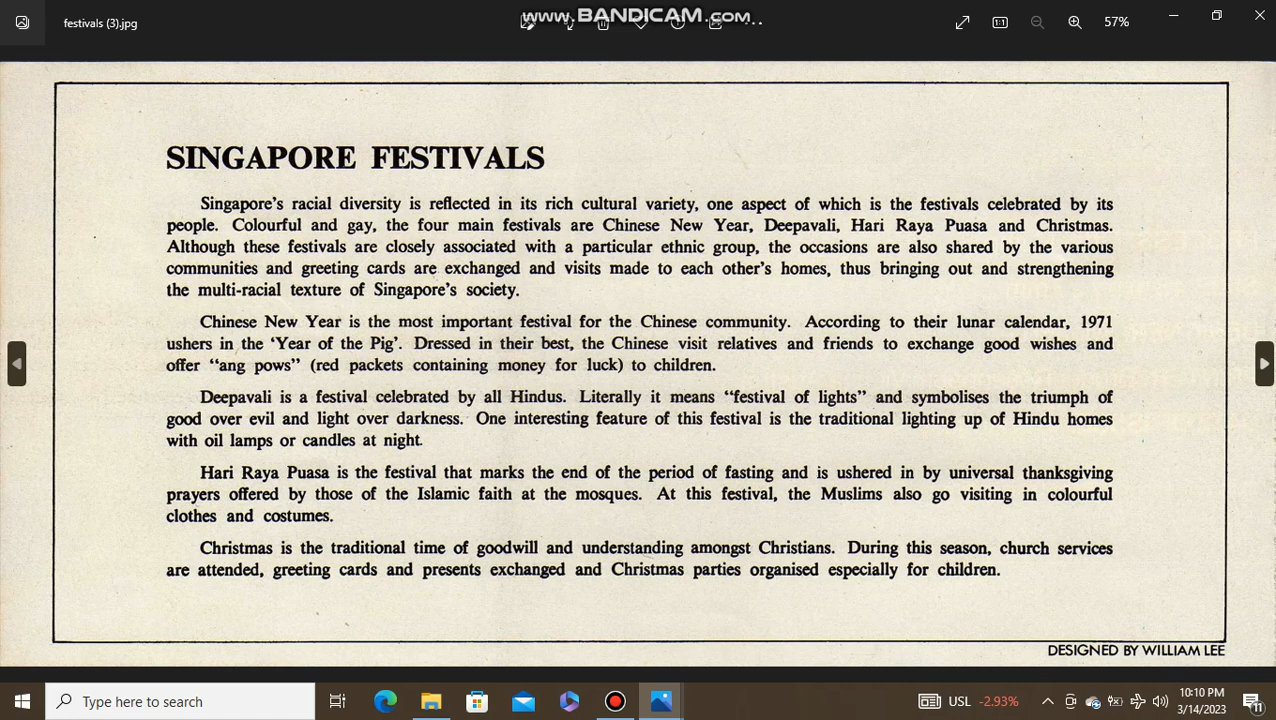 festivals (3).jpg
www.BANDICAM.com
57%
SINGAPORE FESTIVALS
Singapore's racial diversity is reflected in its rich cultural variety, one aspect of which is the festivals celebrated by its
people. Colourful and gay, the four main festivals are Chinese New Year, Deepavali, Hari Raya Puasa and Christmas.
Although these festivals are closely associated with a particular ethnic group, the occasions are also shared by the various
communities and greeting cards are exchanged and visits made to each other's homes, thus bringing out and strengthening
the multi-racial texture of Singapore's society.
Chinese New Year is the most important festival for the Chinese community. According to their lunar calendar, 1971
ushers in the 'Year of the Pig'. Dressed in their best, the Chinese visit relatives and friends to exchange good wishes and
offer "ang pows" (red packets containing money for luck) to children.
Deepavali is a festival celebrated by all Hindus. Literally it means "festival of lights" and symbolises the triumph of
good over evil and light over darkness. One interesting feature of this festival is the traditional lighting up of Hindu homes
with oil lamps or candles at night.
Hari Raya Puasa is the festival that marks the end of the period of fasting and is ushered in by universal thanksgiving
prayers offered by those of the Islamic faith at the mosques. At this festival, the Muslims also go visiting in colourful
clothes and costumes.
Christmas is the traditional time of goodwill and understanding amongst Christians. During this season, church services
are attended, greeting cards and presents exchanged and Christmas parties organised especially for children.
DESIGNED BY WILLIAM LEE
Type here to search
USL -2.93%
10:10 PM
3/14/2023
11